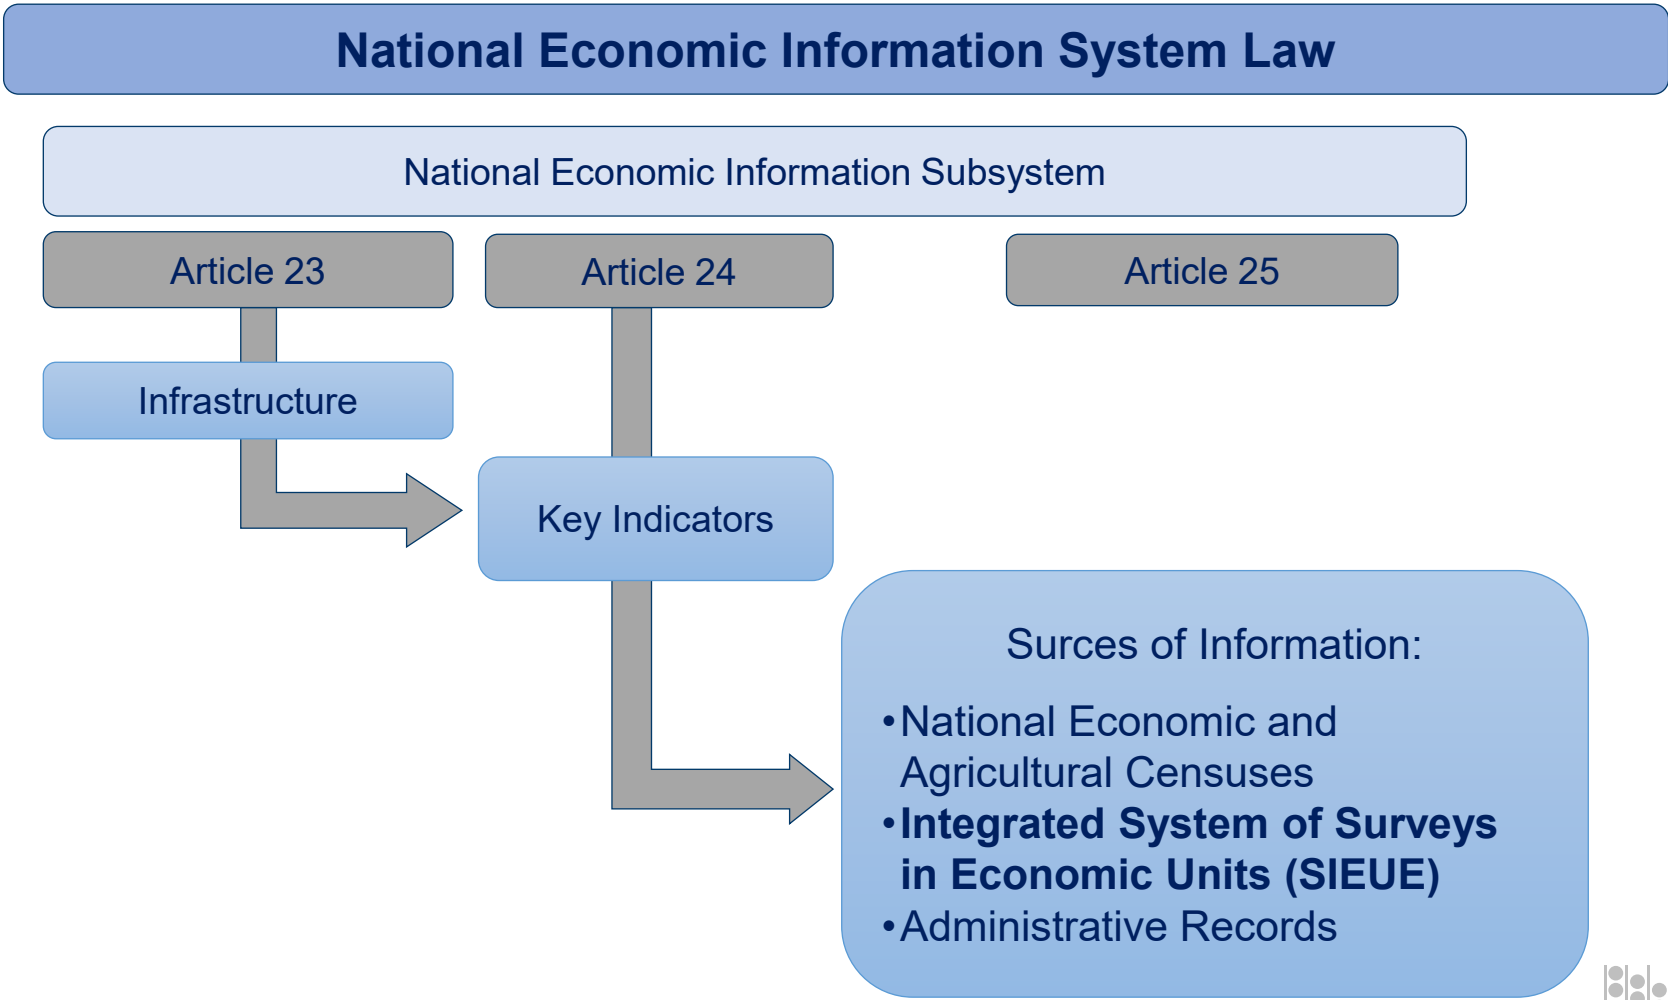 National Economic Information System Law
National Economic Information Subsystem
Article 23
Article 24
Article 25
Infrastructure
Key Indicators
Surces of Information:
•National Economic and
Agricultural Censuses
•Integrated System of Surveys
in Economic Units (SIEUE)
•Administrative Records